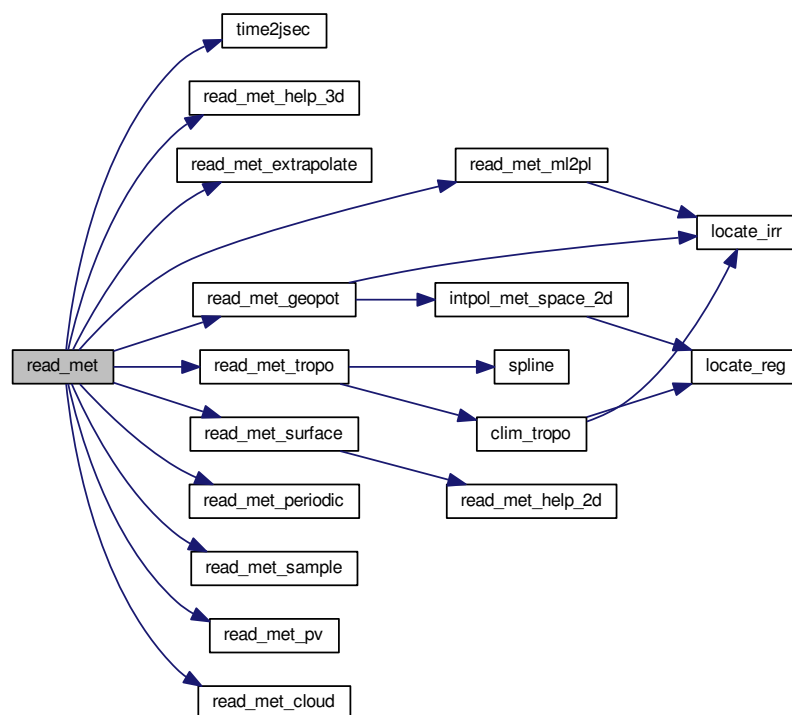 time2jsec
read_met_help_3d
read_met_extrapolate
read_met_ml2pl
locate_irr
read_met_geopot
intpol_met_space_2d
read_met
read_met_tropo
spline
locate_reg
read_met_surface
clim_tropo
read_met_periodic
read_met_help_2d
read_met_sample
read_met_pv
read_met_cloud